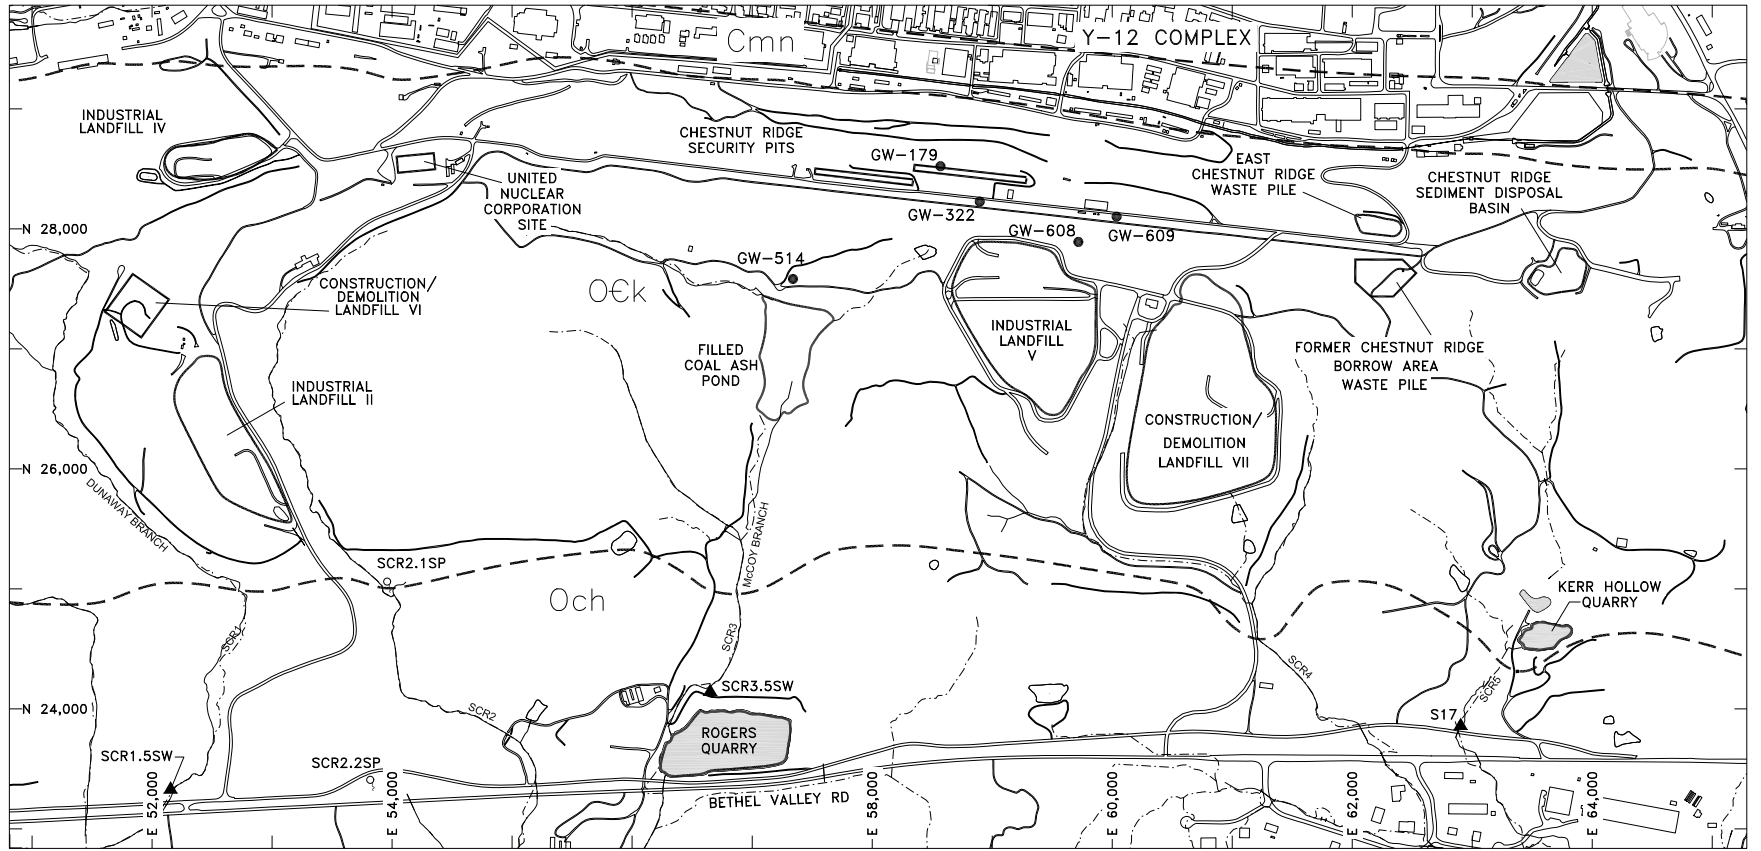 Y-12 COMPLEX
Cmn
INDUSTRIAL
LANDFILL IV
CHESTNUT RIDGE
SECURITY PITS
GW-179
EAST
CHESTNUT RIDGE
WASTE PILE
CHESTNUT RIDGE
SEDIMENT DISPOSAL
BASIN
UNITED
NUCLEAR
CORPORATION
SITE
GW-322
GW-608
GW-609
N 28,000
GW-514
O€k
CONSTRUCTION/
DEMOLITION
LANDFILL VI
INDUSTRIAL
LANDFILL
V
FILLED
COAL ASH
POND
FORMER CHESTNUT RIDGE
BORROW AREA
WASTE PILE
INDUSTRIAL
LANDFILL II
CONSTRUCTION/
DEMOLITION
LANDFILL VII
N 26,000
DUNAWAY BRANCH
McCOY BRANCH
SCR2.1SP
Och
KERR HOLLOW
QUARRY
SCR1
SCR3
SCR4
SCR5
SCR3.5SW
N 24,000
SCR2
S17
ROGERS
QUARRY
SCR1.5SW
SCR2.2SP
BETHEL VALLEY RD
E 52,000
E 54,000
E 58,000
E 60,000
E 62,000
E 64,000